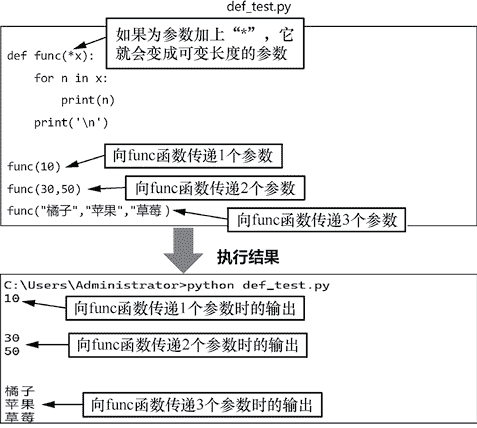 def_test.py
如果为参数加上“*”，它
就会变成可变长度的参数
def func(*x):
for n in x:
print(n)
print('\n')
func(10)
向func函数传递1个参数
func(30,50)
向func函数传递2个参数
func("橘子","苹果","草莓)
向func函数传递3个参数
执行结果
C:\Users\Administrator>python def_test.py
10
向func函数传递1个参数时的输出
30
向func函数传递2个参数时的输出
50
橘子
苹果
向func函数传递3个参数时的输出
草莓